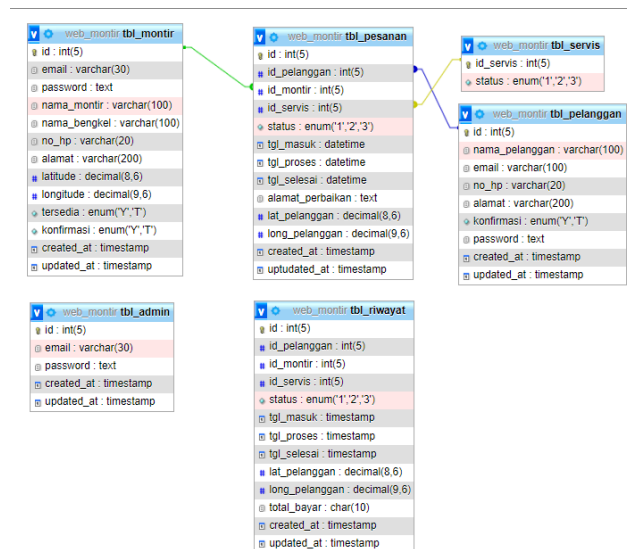 web_montir tbl_montir
id : int(5)
email : varchar(30)
password : text
nama_montir : varchar(100)
nama_bengkel : varchar(100)
no_hp : varchar(20)
alamat : varchar(200)
latitude : decimal(8,6)
longitude : decimal(9,6)
tersedia : enum('Y','T')
konfirmasi : enum('Y','T')
created_at : timestamp
updated_at : timestamp
web_montir tbl_pesanan
id : int(5)
id_pelanggan : int(5)
id_montir : int(5)
id_servis : int(5)
status : enum('1','2','3')
tgl_masuk : datetime
tgl_proses : datetime
tgl_selesai : datetime
alamat_perbaikan : text
lat_pelanggan : decimal(8,6)
long_pelanggan : decimal(9,6)
created_at : timestamp
uptudated_at : timestamp
web_montir tbl_servis
id_servis : int(5)
status : enum('1','2','3')
web_montir tbl_pelanggan
id : int(5)
nama_pelanggan : varchar(100)
email : varchar(100)
no_hp : varchar(20)
alamat : varchar(200)
konfirmasi : enum('Y','T')
password : text
created_at : timestamp
updated_at : timestamp
web_montir tbl_admin
id : int(5)
email : varchar(30)
password : text
created_at : timestamp
updated_at : timestamp
web_montir tbl_riwayat
id : int(5)
id_pelanggan : int(5)
id_montir : int(5)
id_servis : int(5)
status : enum('1','2','3')
tgl_masuk : timestamp
tgl_proses : timestamp
tgl_selesai : timestamp
lat_pelanggan : decimal(8,6)
long_pelanggan : decimal(9,6)
total_bayar : char(10)
created_at : timestamp
updated_at : timestamp